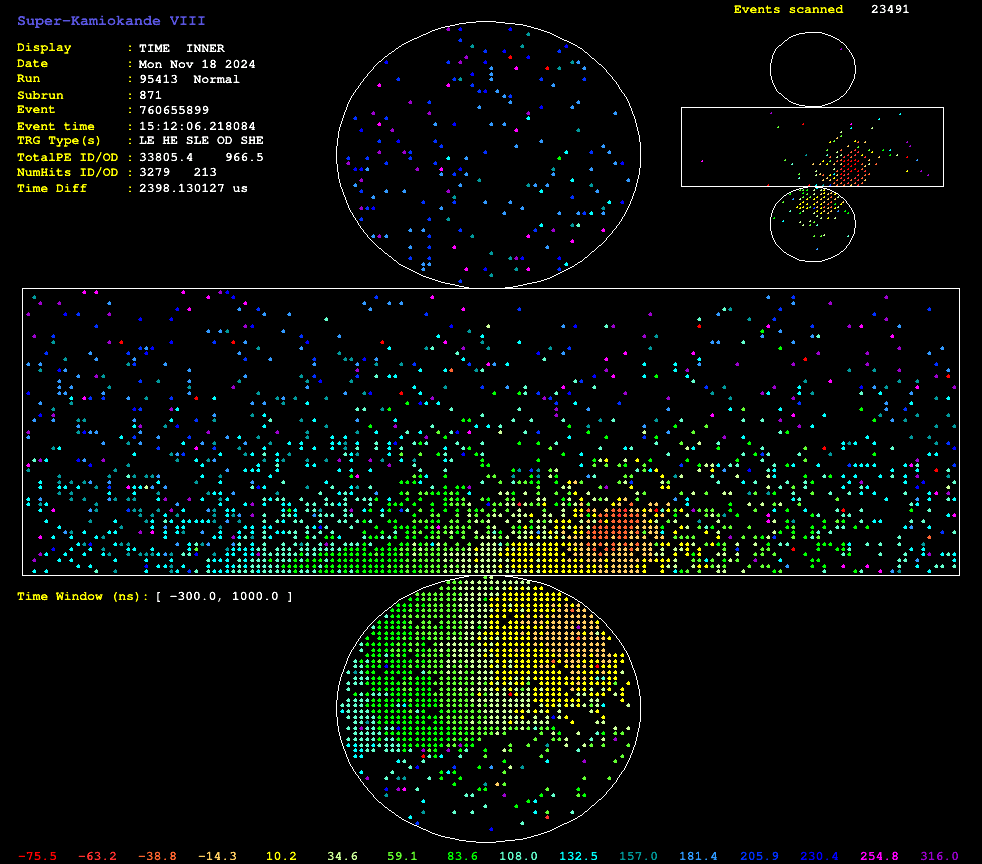 Super-Kamiokande VIII
Events scanned 23491
Display : TIME INNER
Date : Mon Nov 18 2024
Run : 95413 Normal
Subrun : 871
Event : 760655899
Event time : 15:12:06.218084
TRG Type(s) : LE HE SLE OD SHE
TotalPE ID/OD : 33805.4 966.5
NumHits ID/OD : 3279 213
Time Diff : 2398.130127 us
Time Window (ns): [ -300.0, 1000.0 ]
-75.5 -63.2 -38.8 -14.3 10.2 34.6 59.1 83.6 108.0 132.5 157.0 181.4 205.9 230.4 254.8 316.0